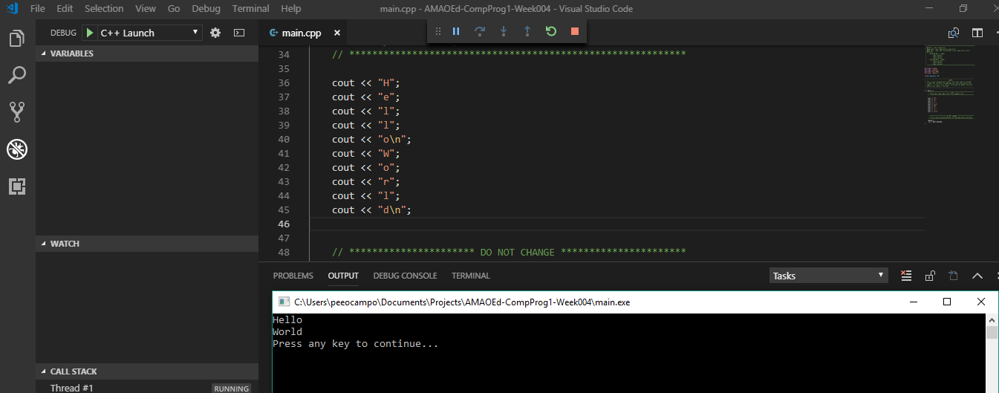 File Edit Selection View Go Debug Terminal Help main.cpp - AMAOEd-CompProg1-Week004 - Visual Studio Code
DEBUG C++ Launch
VARIABLES
WATCH
CALL STACK
Thread #1 RUNNING
main.cpp
34 // ***********************************************************
35
36 cout << "H";
37 cout << "e";
38 cout << "l";
39 cout << "l";
40 cout << "o\n";
41 cout << "W";
42 cout << "o";
43 cout << "r";
44 cout << "l";
45 cout << "d\n";
46
47
48 // ********************** DO NOT CHANGE **********************
PROBLEMS OUTPUT DEBUG CONSOLE TERMINAL Tasks
C:\Users\peeocampo\Documents\Projects\AMAOEd-CompProg1-Week004\main.exe
Hello
World
Press any key to continue...